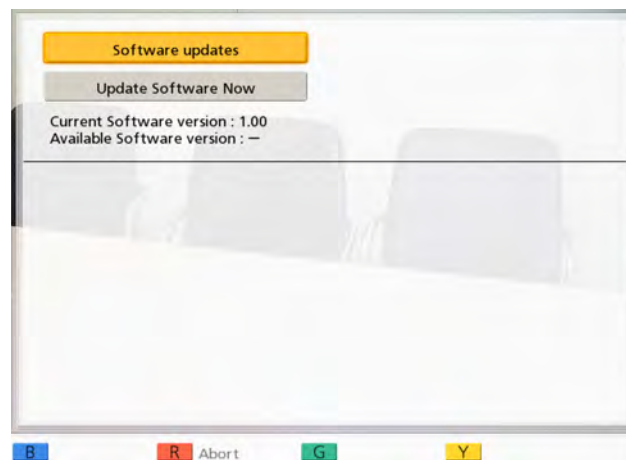 Software updates
Update Software Now
Current Software version : 1.00
Available Software version : —
B R Abort G Y